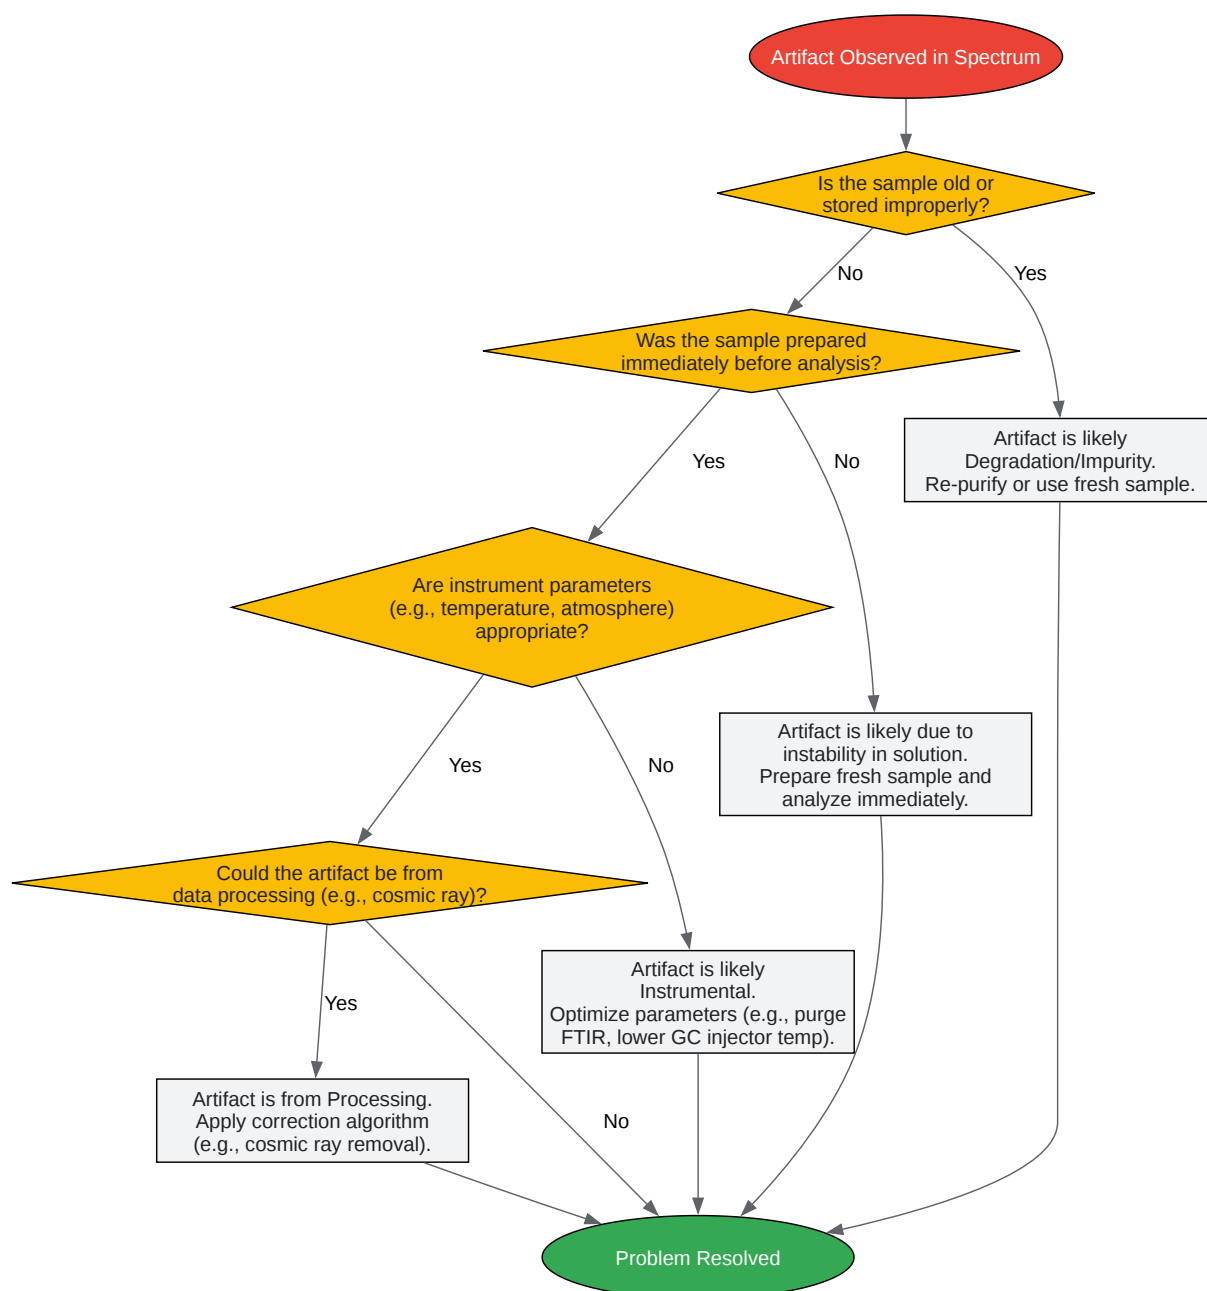 Artifact Observed in Spectrum
Is the sample old or
stored improperly?
No
Yes
Was the sample prepared
immediately before analysis?
Artifact is likely
Degradation/Impurity.
Re-purify or use fresh sample.
Yes
No
Are instrument parameters
(e.g., temperature, atmosphere)
appropriate?
Artifact is likely due to
instability in solution.
Prepare fresh sample and
analyze immediately.
Yes
No
Could the artifact be from
data processing (e.g., cosmic ray)?
Artifact is likely
Instrumental.
Optimize parameters (e.g., purge
FTIR, lower GC injector temp).
Yes
No
Artifact is from Processing.
Apply correction algorithm
(e.g., cosmic ray removal).
Problem Resolved